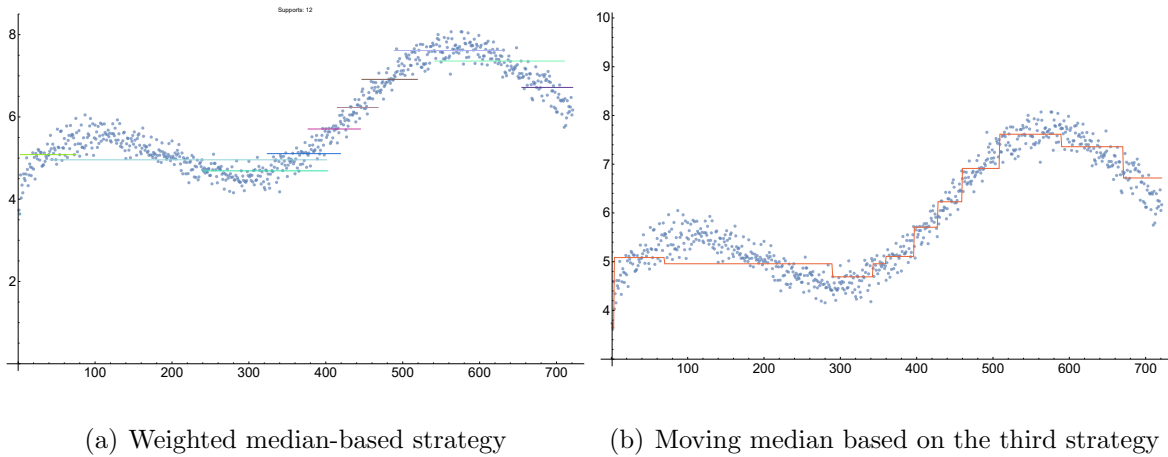 Supports: 12
8
6
4
2
100 200 300 400 500 600 700
(a) Weighted median-based strategy
10
9
8
7
6
5
4
100 200 300 400 500 600 700
(b) Moving median based on the third strategy